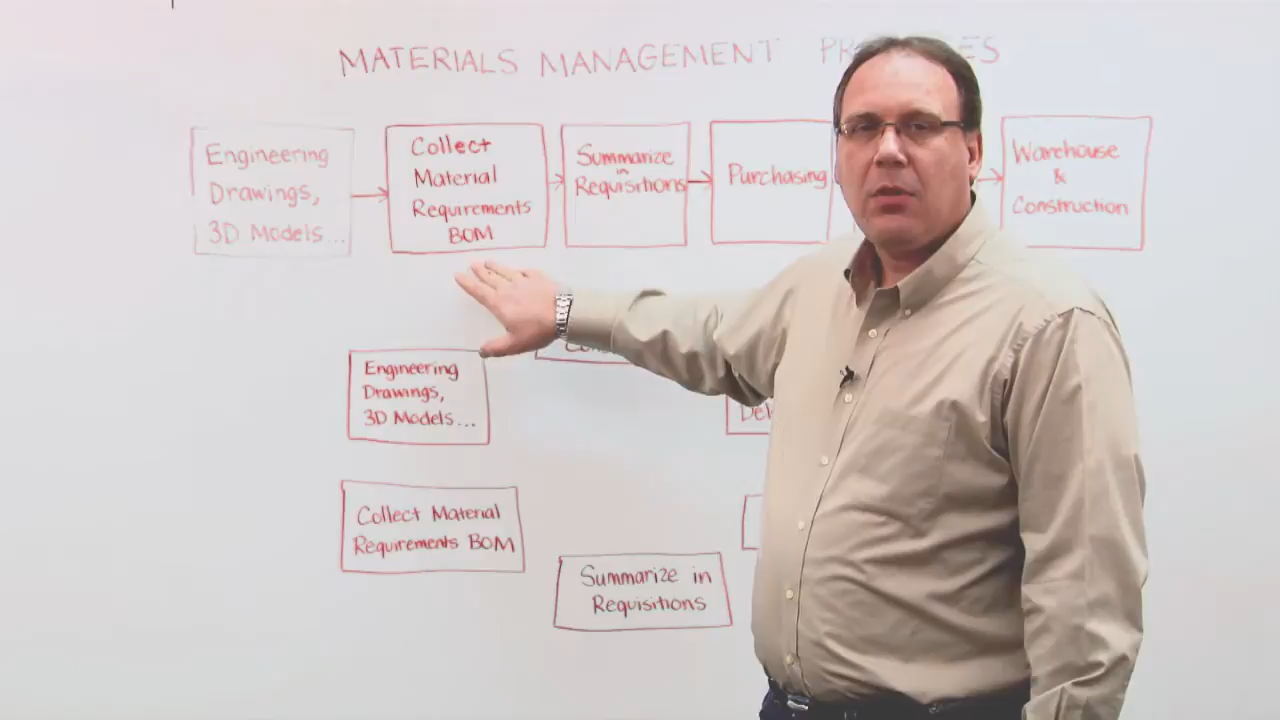 MATERIALS MANAGEMENT
Engineering
Drawings,
3D Models...
Collect
Material
Requirements
BOM
Summarize
in
Requisitions
Purchasing
Warehouse
&
Construction
Engineering
Drawings,
3D Models...
Collect Material
Requirements BOM
Summarize in
Requisitions